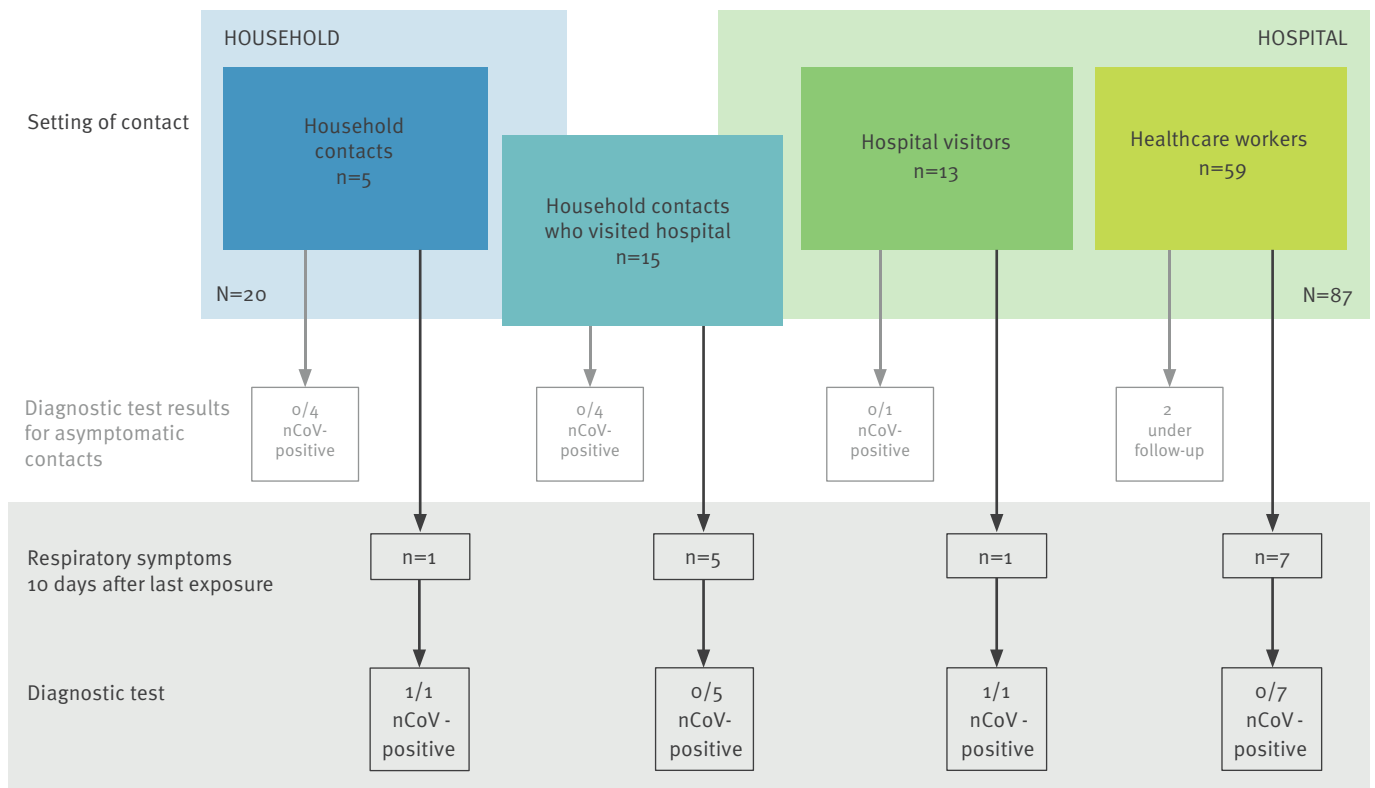 HOUSEHOLD
HOSPITAL
Setting of contact
Household
contacts
n=5
Household contacts
who visited hospital
n=15
Hospital visitors
n=13
Healthcare workers
n=59
N=20
N=87
Diagnostic test results
for asymptomatic
contacts
0/4
nCoV-
positive
0/4
nCoV-
positive
0/1
nCoV-
positive
2
under
follow-up
Respiratory symptoms
10 days after last exposure
n=1
n=5
n=1
n=7
Diagnostic test
1/1
nCoV -
positive
0/5
nCoV-
positive
1/1
nCoV -
positive
0/7
nCoV -
positive